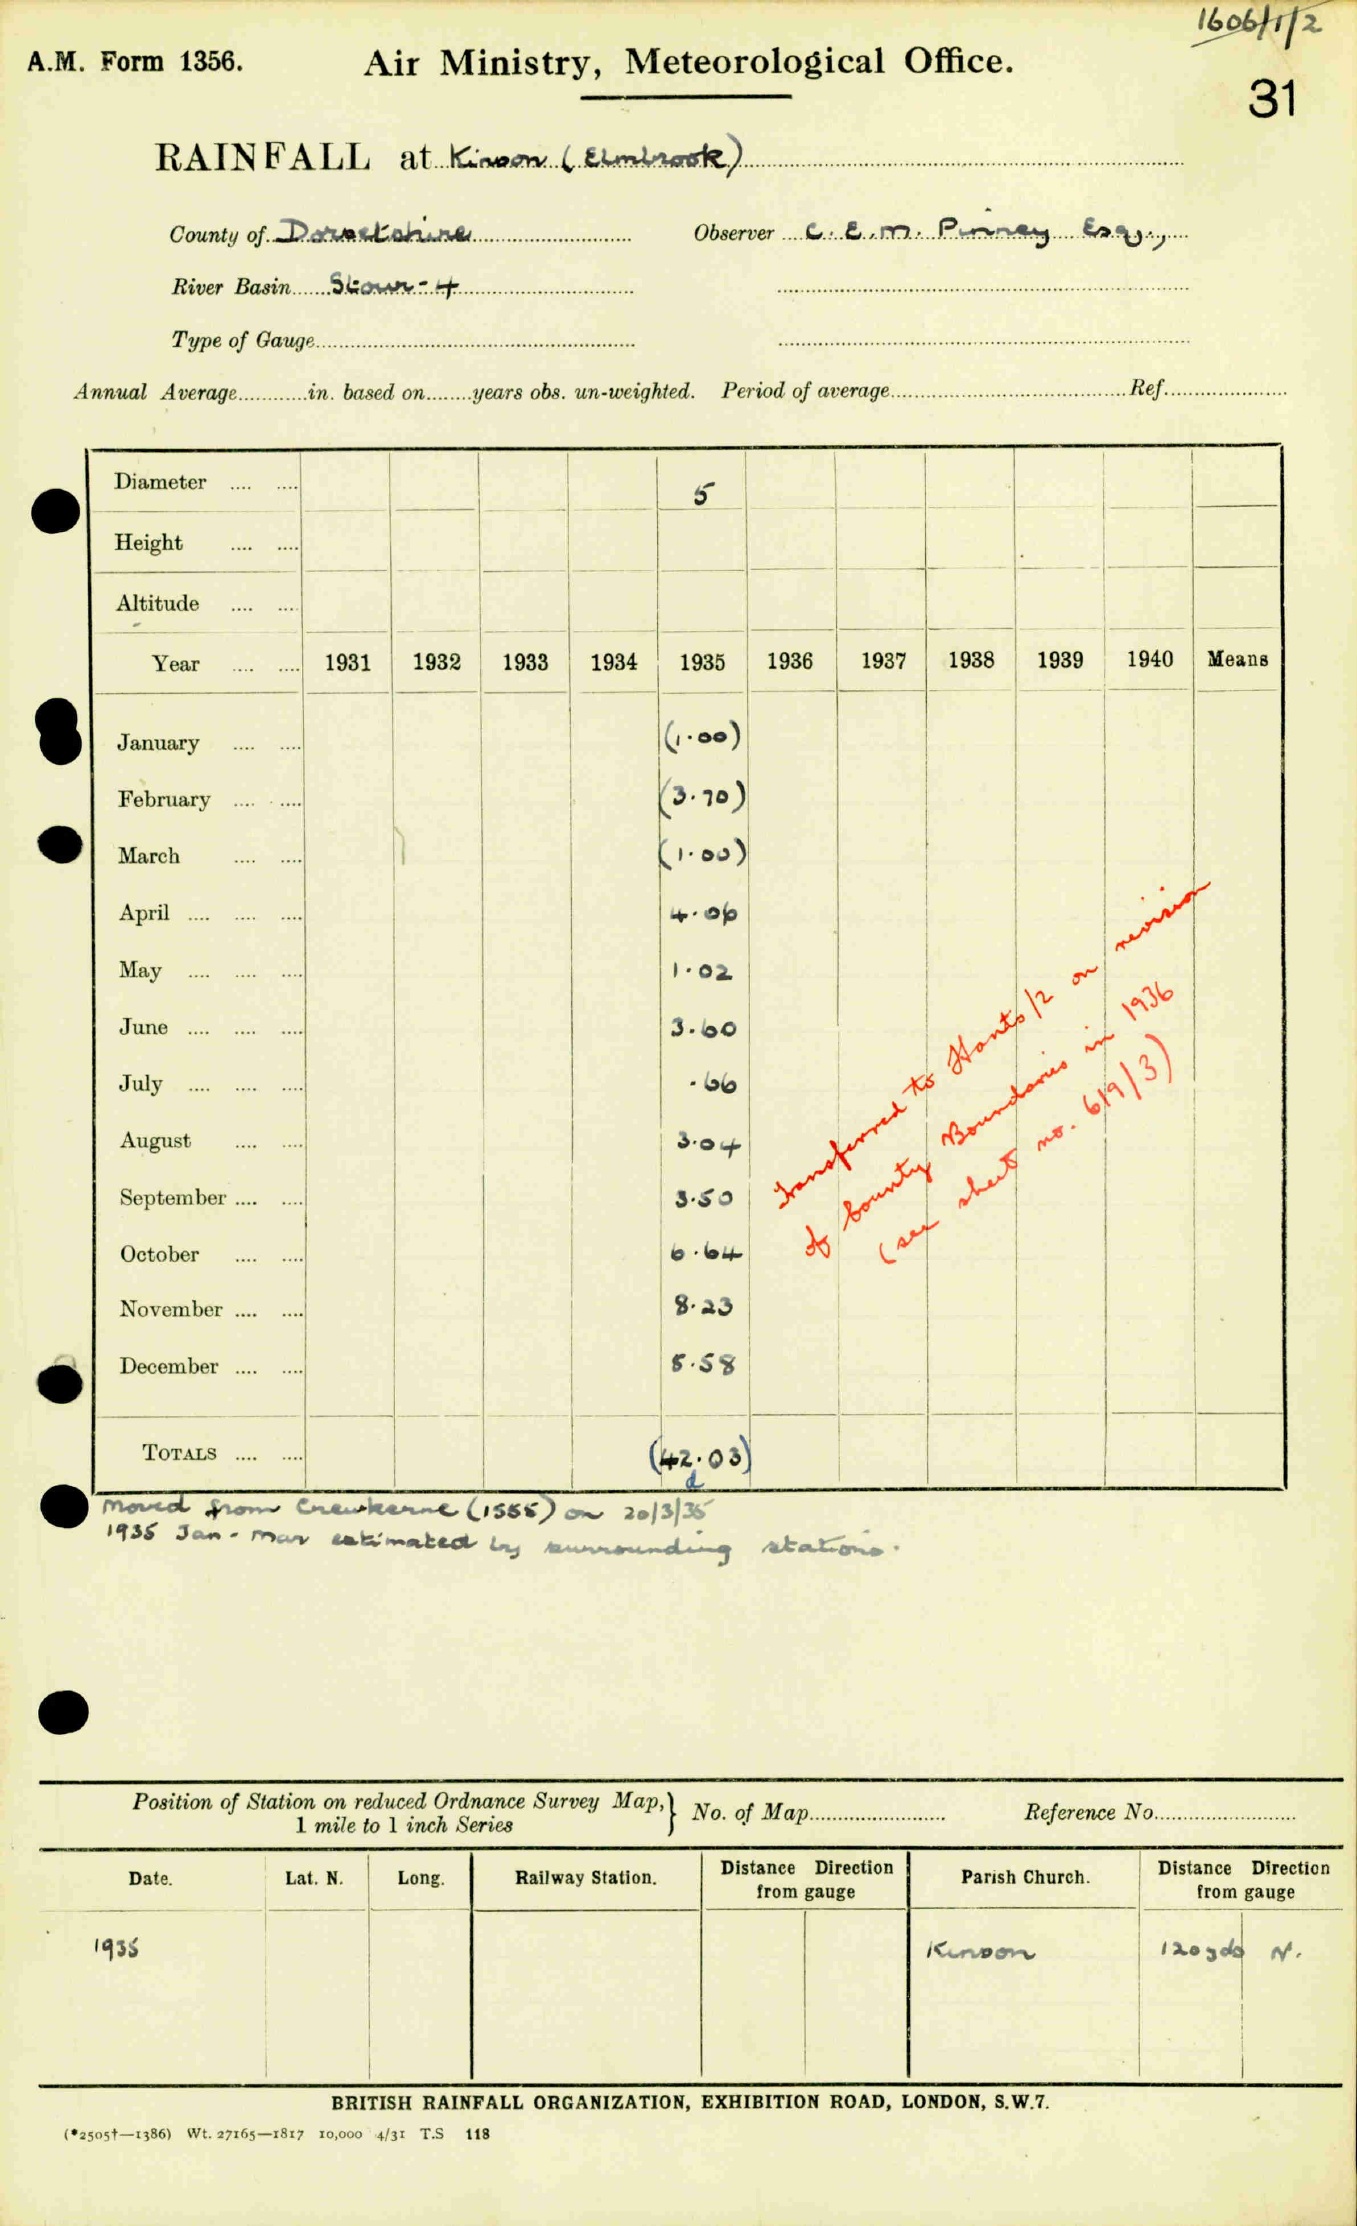 1606/1/2
A.M. Form 1356. Air Ministry, Meteorological Office.
31
RAINFALL at Kinson (Elmbrook)
County of Dorsetshire Observer C. E. M. Pinney Esq.,
River Basin Stour - 4
Type of Gauge
Annual Average in. based on years obs. un-weighted. Period of average Ref.
Diameter .... .... 5
Height .... ....
Altitude .... ....
Year .... .... 1931 1932 1933 1934 1935 1936 1937 1938 1939 1940 Means
January .... .... (1.00)
February .... .... (3.70)
March .... .... (1.00)
April .... .... .... 4.06
May .... .... .... 1.02
June .... .... .... 3.60
July .... .... .... .66
August .... .... 3.04
September .... .... 3.50
October .... .... 6.64
November .... .... 8.23
December .... .... 5.58
Transferred to Hants/2 on revision
of County Boundaries in 1936
(see sheet no. 619/3)
TOTALS .... .... (42.03)
d
Moved from Crewkerne (1555) on 20/3/35
1935 Jan - Mar estimated by surrounding stations.
Position of Station on reduced Ordnance Survey Map, } No. of Map Reference No.
1 mile to 1 inch Series
Date. Lat. N. Long. Railway Station. Distance Direction from gauge Parish Church. Distance Direction from gauge
1935 Kinson 120 yds N.
BRITISH RAINFALL ORGANIZATION, EXHIBITION ROAD, LONDON, S.W.7.
(*2505†—1386) Wt. 27165—1817 10,000 4/31 T.S 118